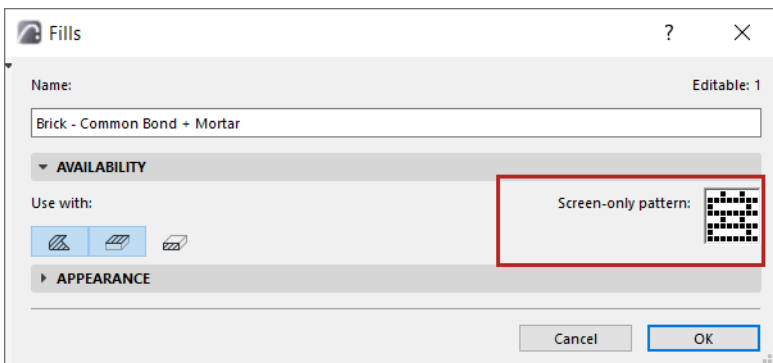 Fills
Name:
Editable: 1
Brick - Common Bond + Mortar
AVAILABILITY
Use with:
Screen-only pattern:
APPEARANCE
Cancel
OK